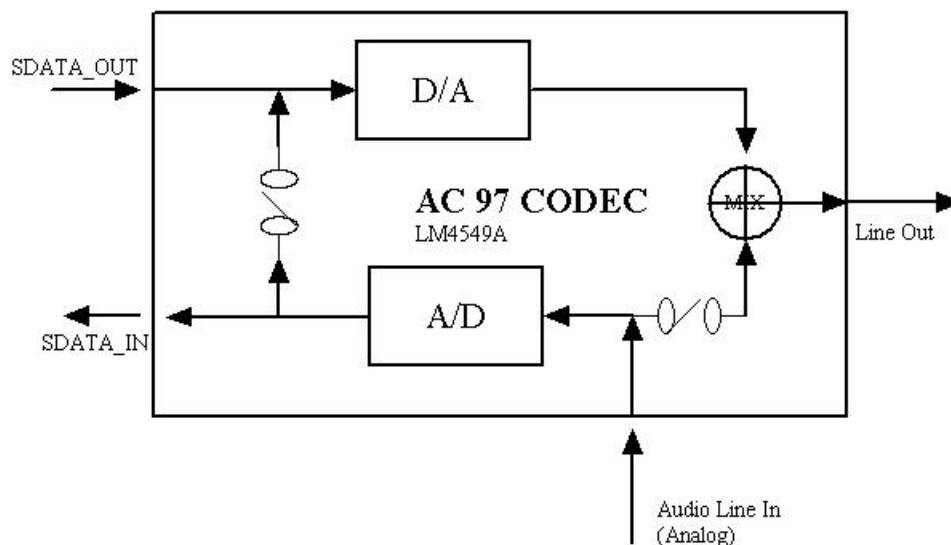 SDATA_OUT
D/A
AC 97 CODEC
LM4549A
MIX
Line Out
A/D
SDATA_IN
Audio Line In
(Analog)